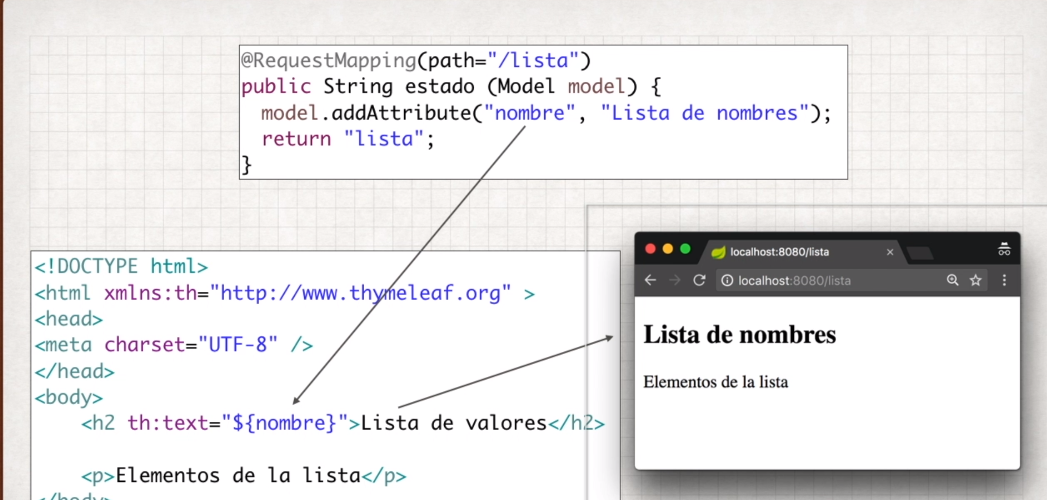 @RequestMapping(path="/lista")
public String estado (Model model) {
model.addAttribute("nombre", "Lista de nombres");
return "lista";
}
<!DOCTYPE html>
<html xmlns:th="http://www.thymeleaf.org" >
<head>
<meta charset="UTF-8" />
</head>
<body>
<h2 th:text="${nombre}">Lista de valores</h2>
<p>Elementos de la lista</p>
</body>
localhost:8080/lista
localhost:8080/lista
Lista de nombres
Elementos de la lista